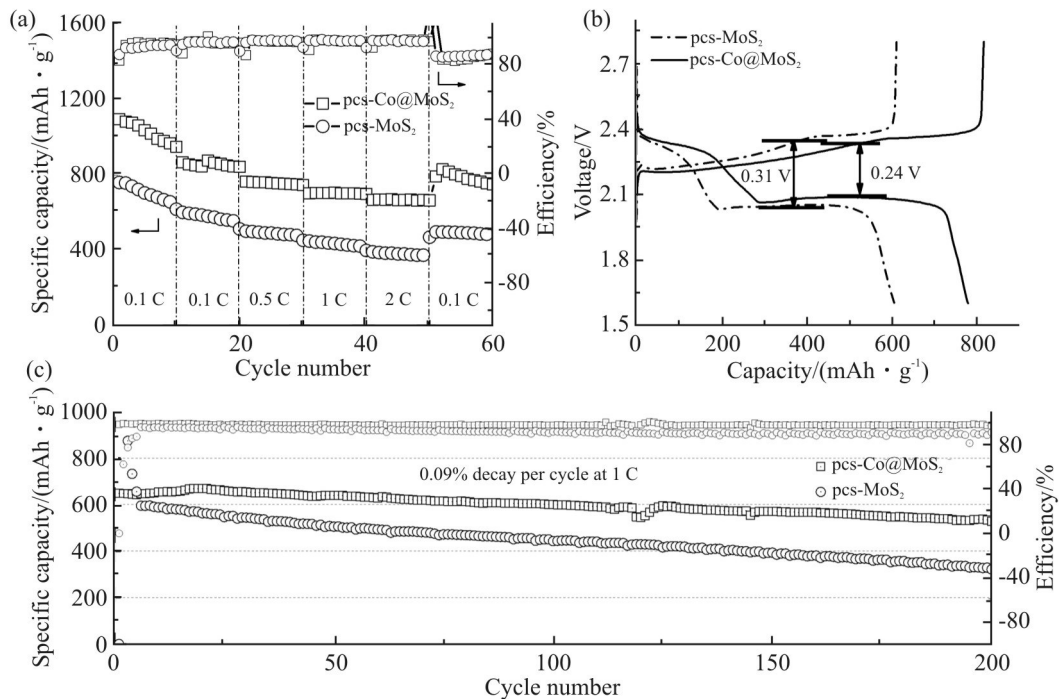 (a)
1600
1200
800
400
0
Specific capacity/(mAh · g⁻¹)
80
40
0
-40
-80
Efficiency/%
pcs-Co@MoS₂
pcs-MoS₂
0.1 C
0.1 C
0.5 C
1 C
2 C
0.1 C
0
20
40
60
Cycle number
(b)
2.7
2.4
2.1
1.8
1.5
Voltage/V
pcs-MoS₂
pcs-Co@MoS₂
0.31 V
0.24 V
0
200
400
600
800
Capacity/(mAh · g⁻¹)
(c)
1000
800
600
400
200
0
Specific capacity/(mAh · g⁻¹)
80
40
0
-40
-80
Efficiency/%
0.09% decay per cycle at 1 C
pcs-Co@MoS₂
pcs-MoS₂
0
50
100
150
200
Cycle number